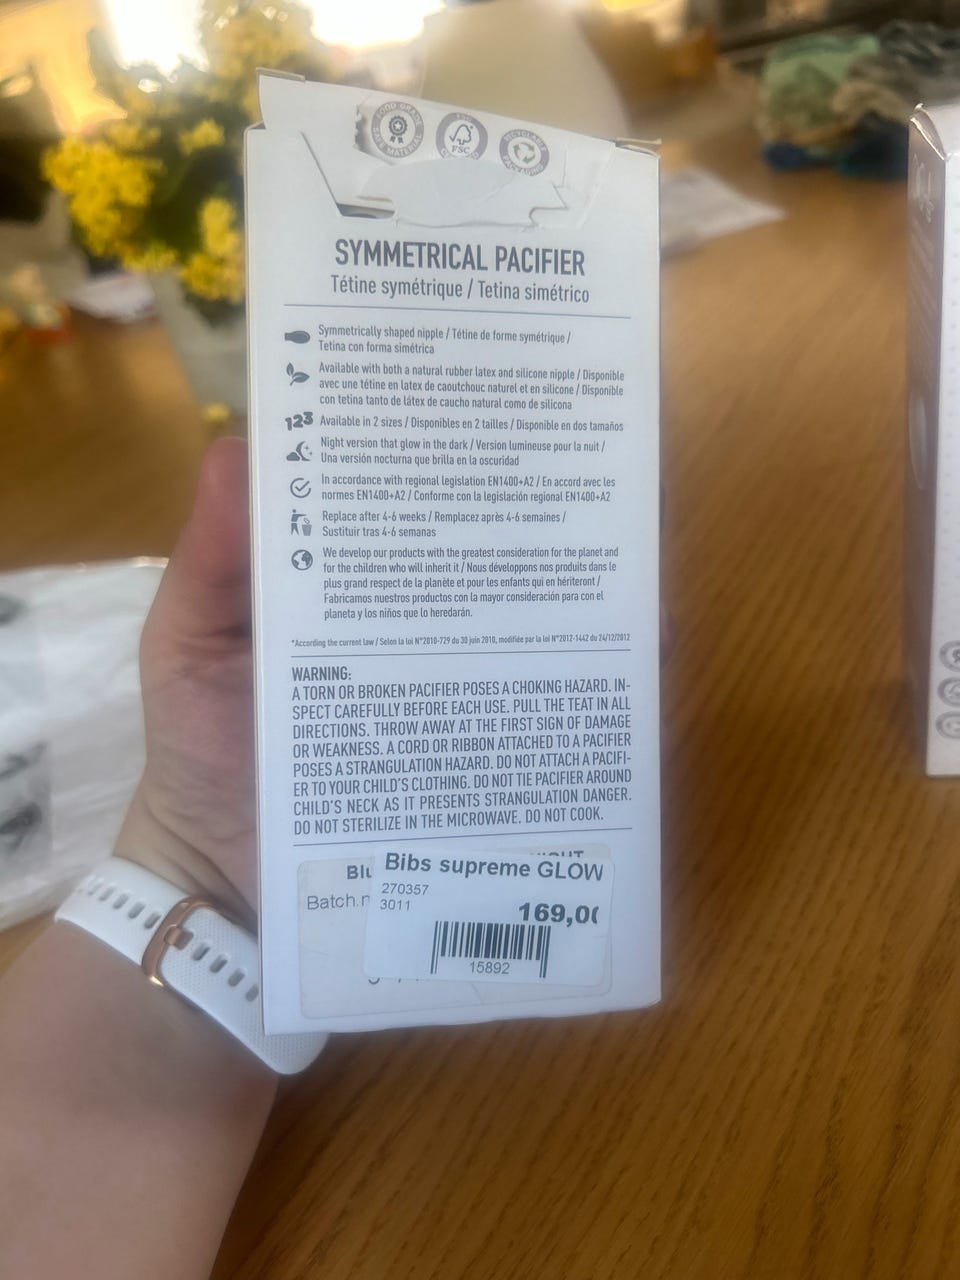 FOOD GRADE
SAFE MATERIAL
FSC
RECYCLABLE
PACKAGING
SYMMETRICAL PACIFIER
Tétine symétrique / Tetina simétrico
Symmetrically shaped nipple / Tétine de forme symétrique /
Tetina con forma simétrica
Available with both a natural rubber latex and silicone nipple / Disponible
avec une tétine en latex de caoutchouc naturel et en silicone / Disponible
con tetina tanto de látex de caucho natural como de silicona
123 Available in 2 sizes / Disponibles en 2 tailles / Disponible en dos tamaños
Night version that glow in the dark / Version lumineuse pour la nuit /
Una versión nocturna que brilla en la oscuridad
In accordance with regional legislation EN1400+A2 / En accord avec les
normes EN1400+A2 / Conforme con la legislación regional EN1400+A2
Replace after 4-6 weeks / Remplacez après 4-6 semaines /
Sustituir tras 4-6 semanas
We develop our products with the greatest consideration for the planet and
for the children who will inherit it / Nous développons nos produits dans le
plus grand respect de la planète et pour les enfants qui en hériteront /
Fabricamos nuestros productos con la mayor consideración para con el
planeta y los niños que lo heredarán.
*According the current law / Selon la loi N°2010-729 du 30 juin 2010, modifiée par la loi N°2012-1442 du 24/12/2012
WARNING:
A TORN OR BROKEN PACIFIER POSES A CHOKING HAZARD. IN-
SPECT CAREFULLY BEFORE EACH USE. PULL THE TEAT IN ALL
DIRECTIONS. THROW AWAY AT THE FIRST SIGN OF DAMAGE
OR WEAKNESS. A CORD OR RIBBON ATTACHED TO A PACIFIER
POSES A STRANGULATION HAZARD. DO NOT ATTACH A PACIFI-
ER TO YOUR CHILD'S CLOTHING. DO NOT TIE PACIFIER AROUND
CHILD'S NECK AS IT PRESENTS STRANGULATION DANGER.
DO NOT STERILIZE IN THE MICROWAVE. DO NOT COOK.
Batch.n
Bibs supreme GLOW
270357
3011
169,0
15892